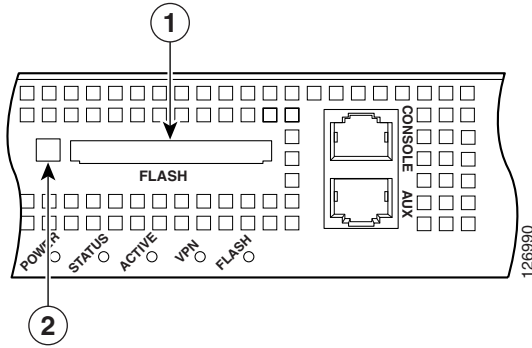 1
CONSOLE
FLASH
AUX
POWER
STATUS
ACTIVE
VPN
FLASH
2
126990